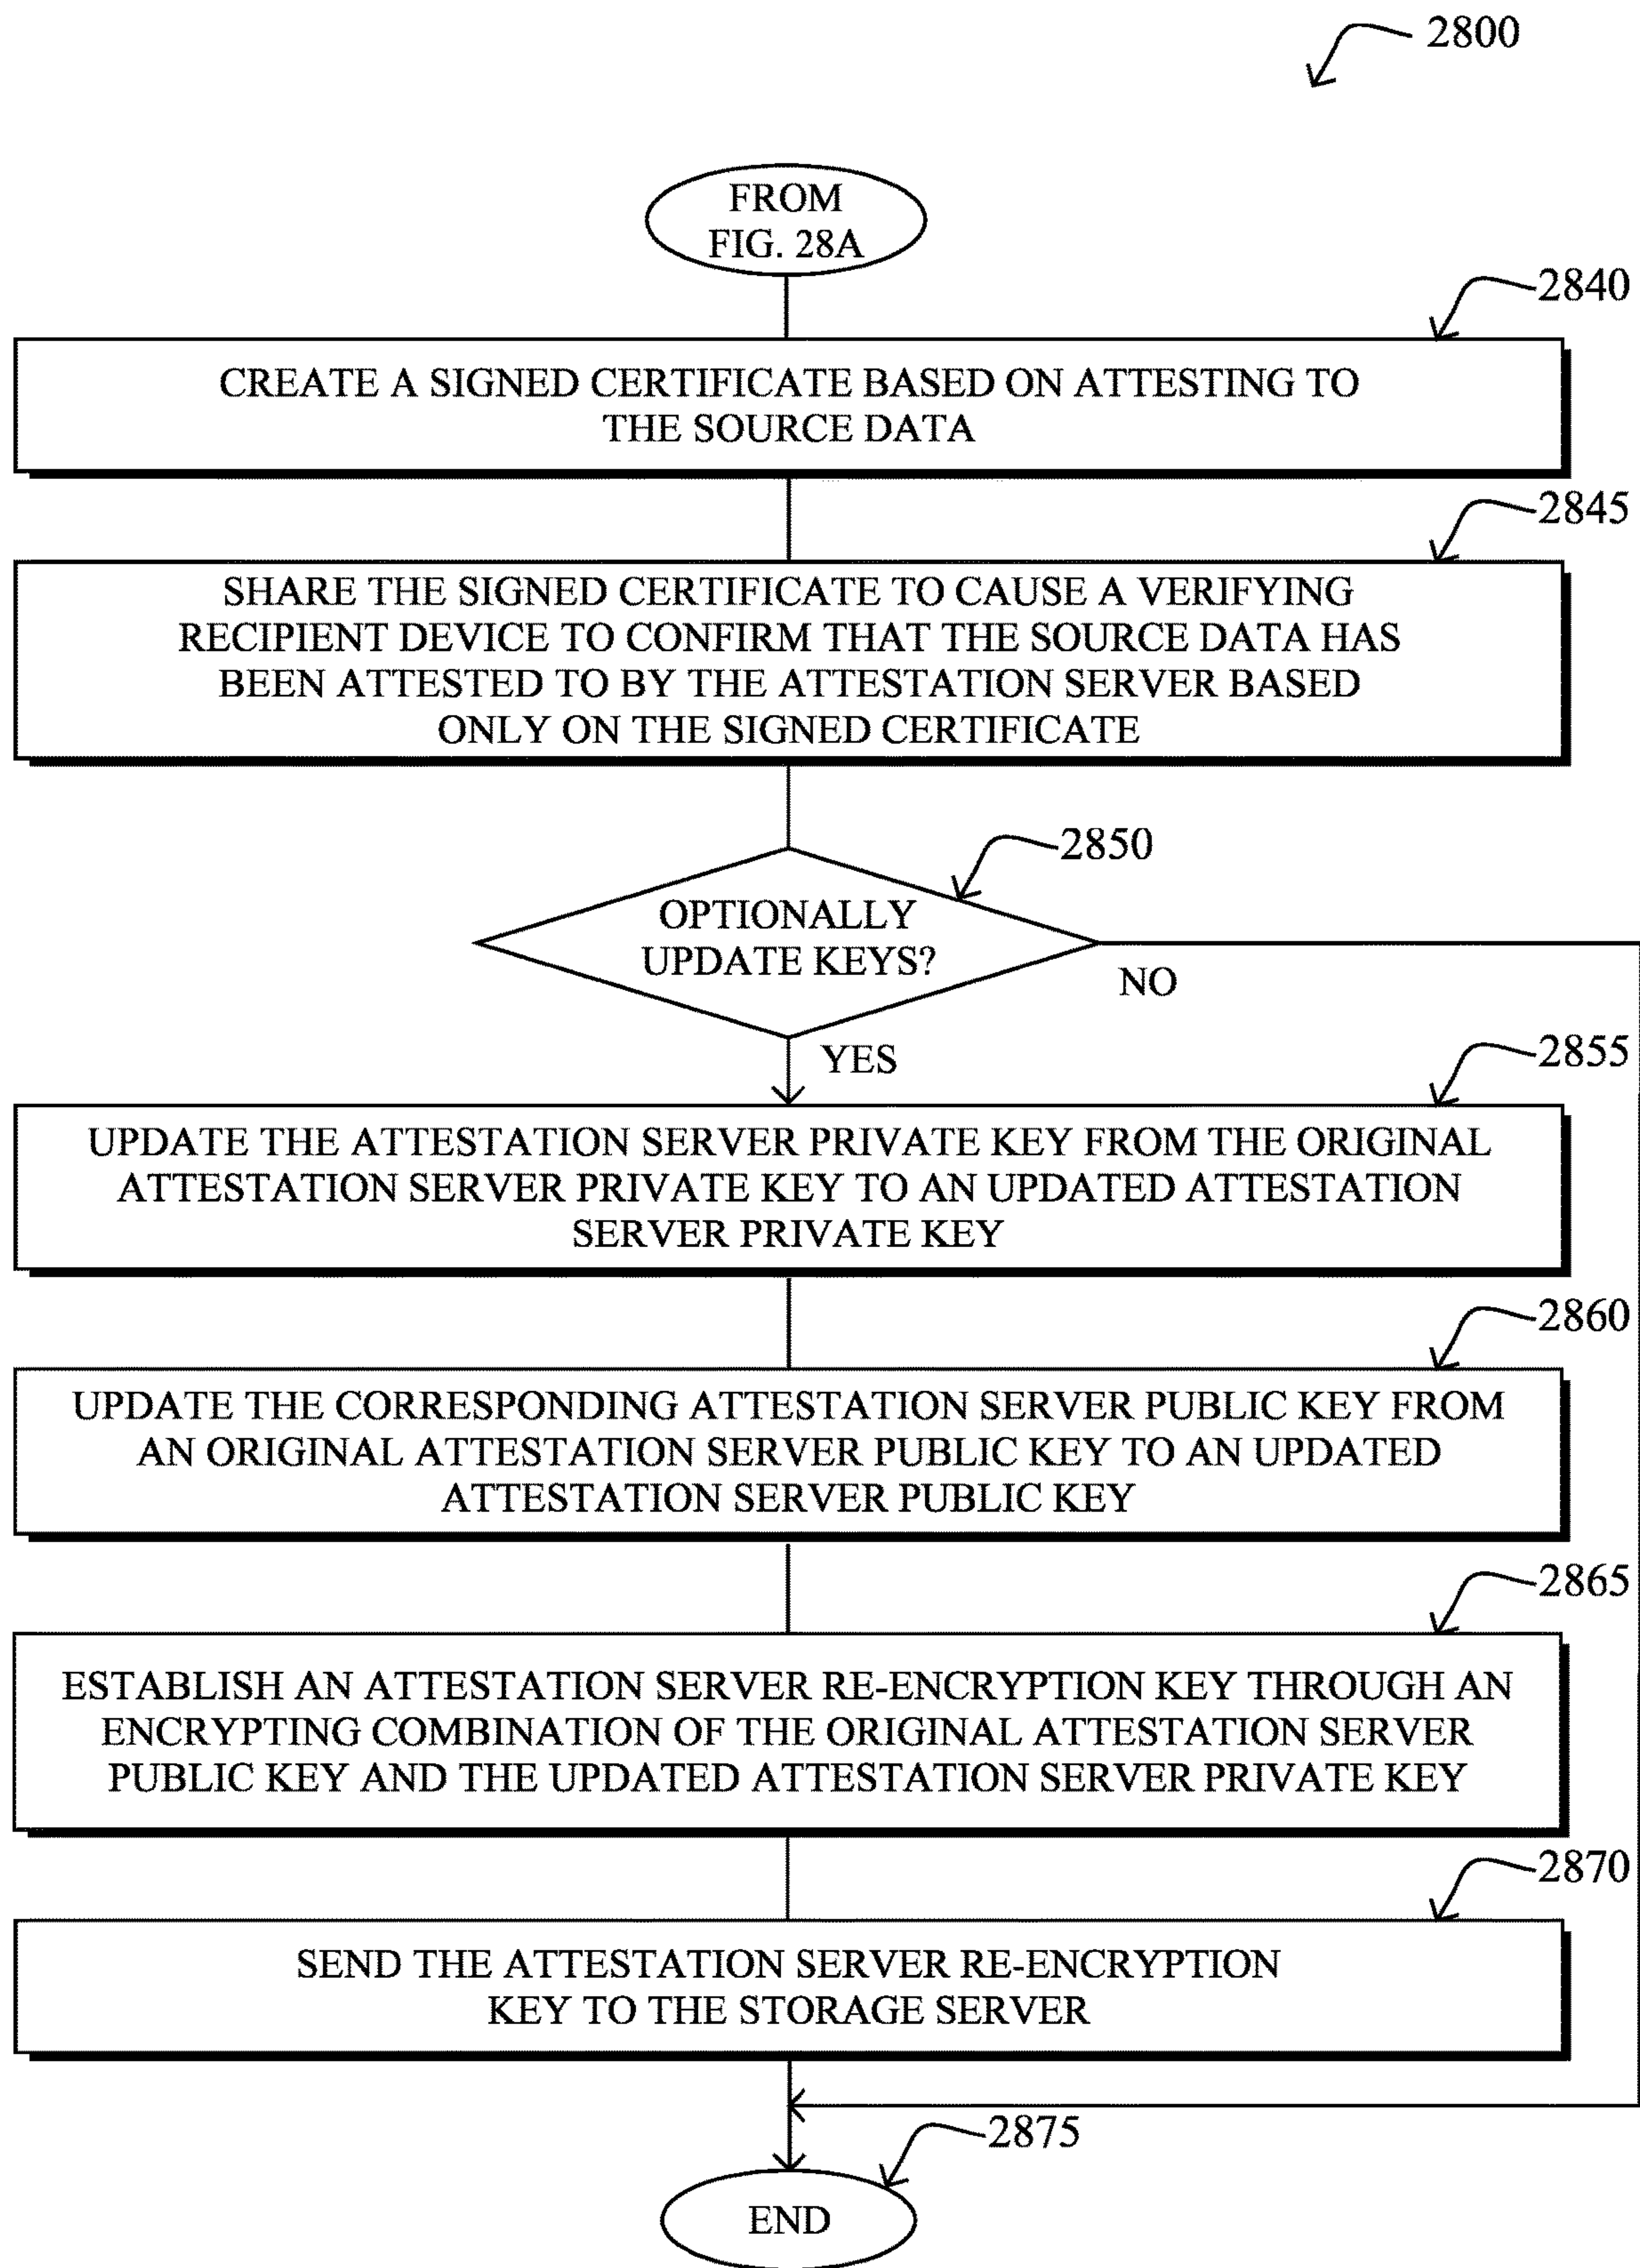 2800
FROM
FIG. 28A
2840
CREATE A SIGNED CERTIFICATE BASED ON ATTESTING TO
THE SOURCE DATA
2845
SHARE THE SIGNED CERTIFICATE TO CAUSE A VERIFYING
RECIPIENT DEVICE TO CONFIRM THAT THE SOURCE DATA HAS
BEEN ATTESTED TO BY THE ATTESTATION SERVER BASED
ONLY ON THE SIGNED CERTIFICATE
2850
OPTIONALLY
UPDATE KEYS?
NO
YES
2855
UPDATE THE ATTESTATION SERVER PRIVATE KEY FROM THE ORIGINAL
ATTESTATION SERVER PRIVATE KEY TO AN UPDATED ATTESTATION
SERVER PRIVATE KEY
2860
UPDATE THE CORRESPONDING ATTESTATION SERVER PUBLIC KEY FROM
AN ORIGINAL ATTESTATION SERVER PUBLIC KEY TO AN UPDATED
ATTESTATION SERVER PUBLIC KEY
2865
ESTABLISH AN ATTESTATION SERVER RE-ENCRYPTION KEY THROUGH AN
ENCRYPTING COMBINATION OF THE ORIGINAL ATTESTATION SERVER
PUBLIC KEY AND THE UPDATED ATTESTATION SERVER PRIVATE KEY
2870
SEND THE ATTESTATION SERVER RE-ENCRYPTION
KEY TO THE STORAGE SERVER
2875
END